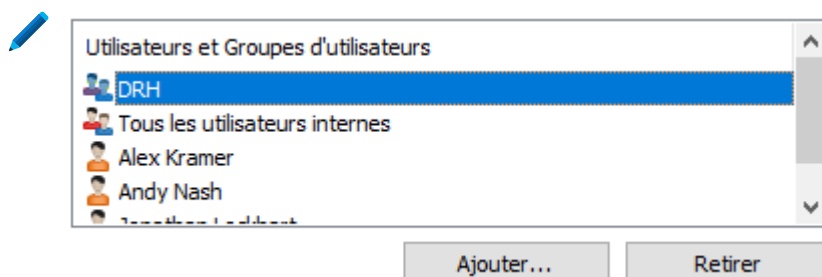 Utilisateurs et Groupes d'utilisateurs
DRH
Tous les utilisateurs internes
Alex Kramer
Andy Nash
Ajouter...
Retirer